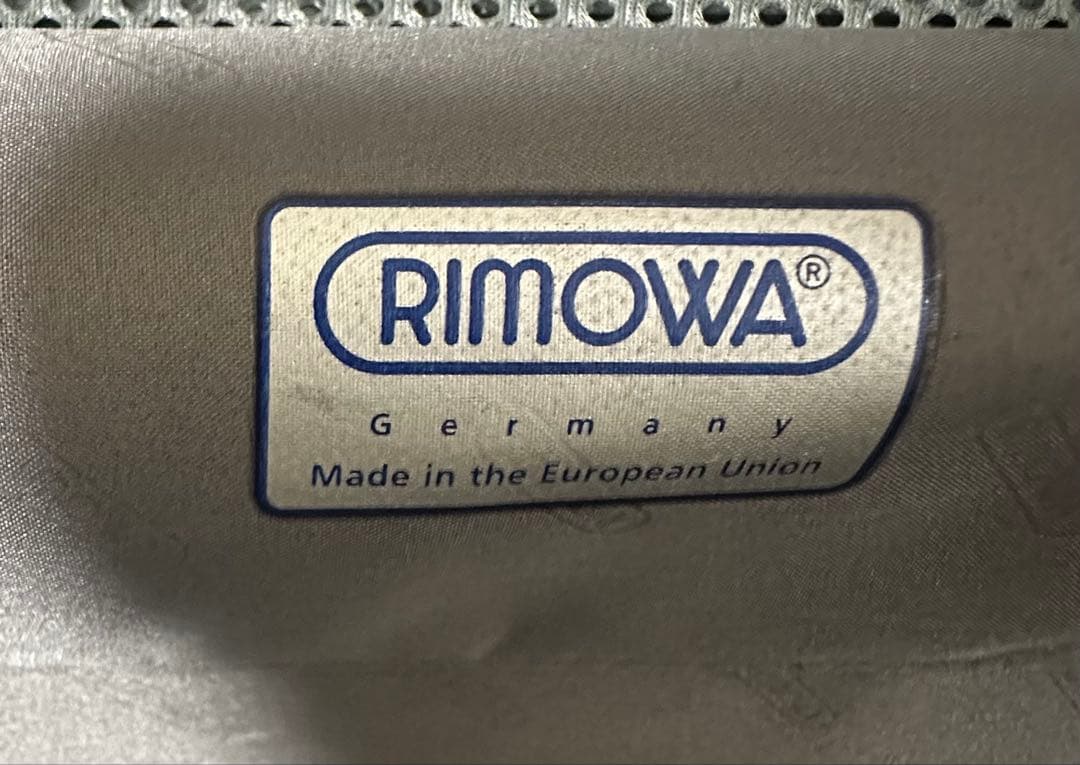 RIMOWA®
Germany
Made in the European Union